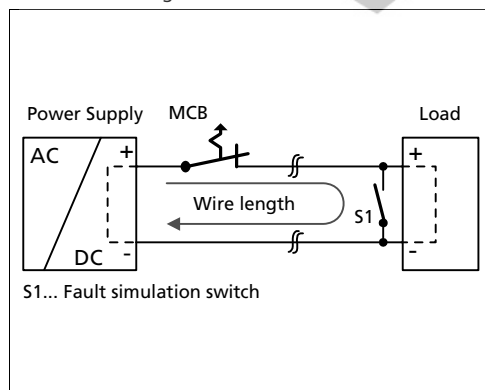 Power Supply MCB Load
AC + +
Wire length
S1
DC - -
S1... Fault simulation switch